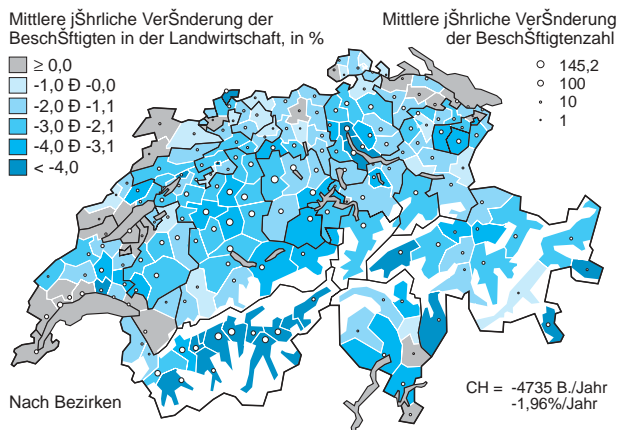 Mittlere jŠhrliche VerŠnderung der
BeschŠftigten in der Landwirtschaft, in %
≥ 0,0
-1,0 Ð -0,0
-2,0 Ð -1,1
-3,0 Ð -2,1
-4,0 Ð -3,1
< -4,0
Mittlere jŠhrliche VerŠnderung
der BeschŠftigtenzahl
145,2
100
10
1
Nach Bezirken
CH = -4735 B./Jahr
-1,96%/Jahr